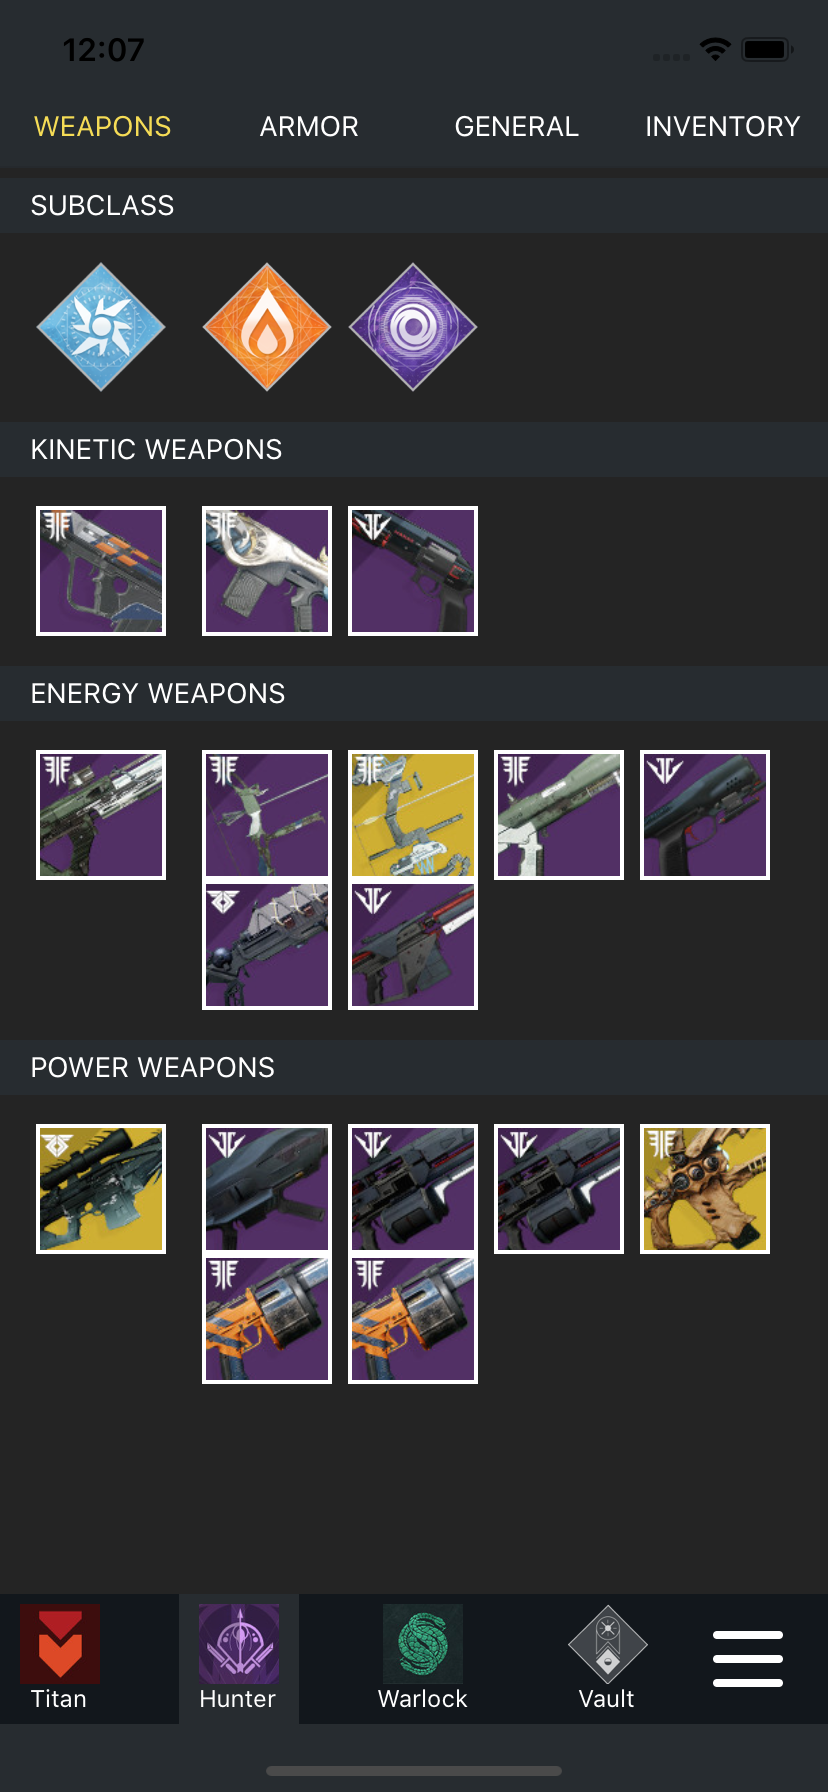 12:07
WEAPONS ARMOR GENERAL INVENTORY
SUBCLASS
KINETIC WEAPONS
ENERGY WEAPONS
POWER WEAPONS
Titan Hunter Warlock Vault